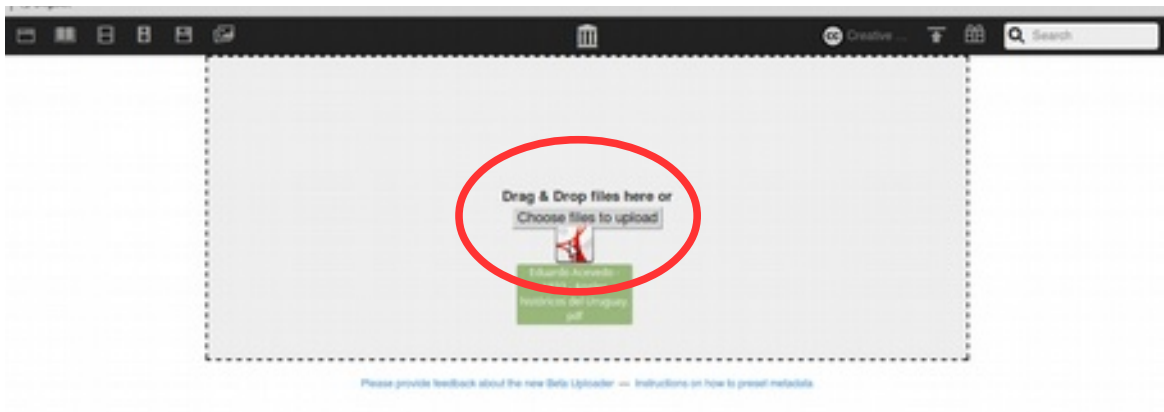 Creative ...
Search
Drag & Drop files here or
Choose files to upload
Eduardo Acevedo -
históricos del Uruguay
pdf
Please provide feedback about the new Beta Uploader — Instructions on how to preset metadata.